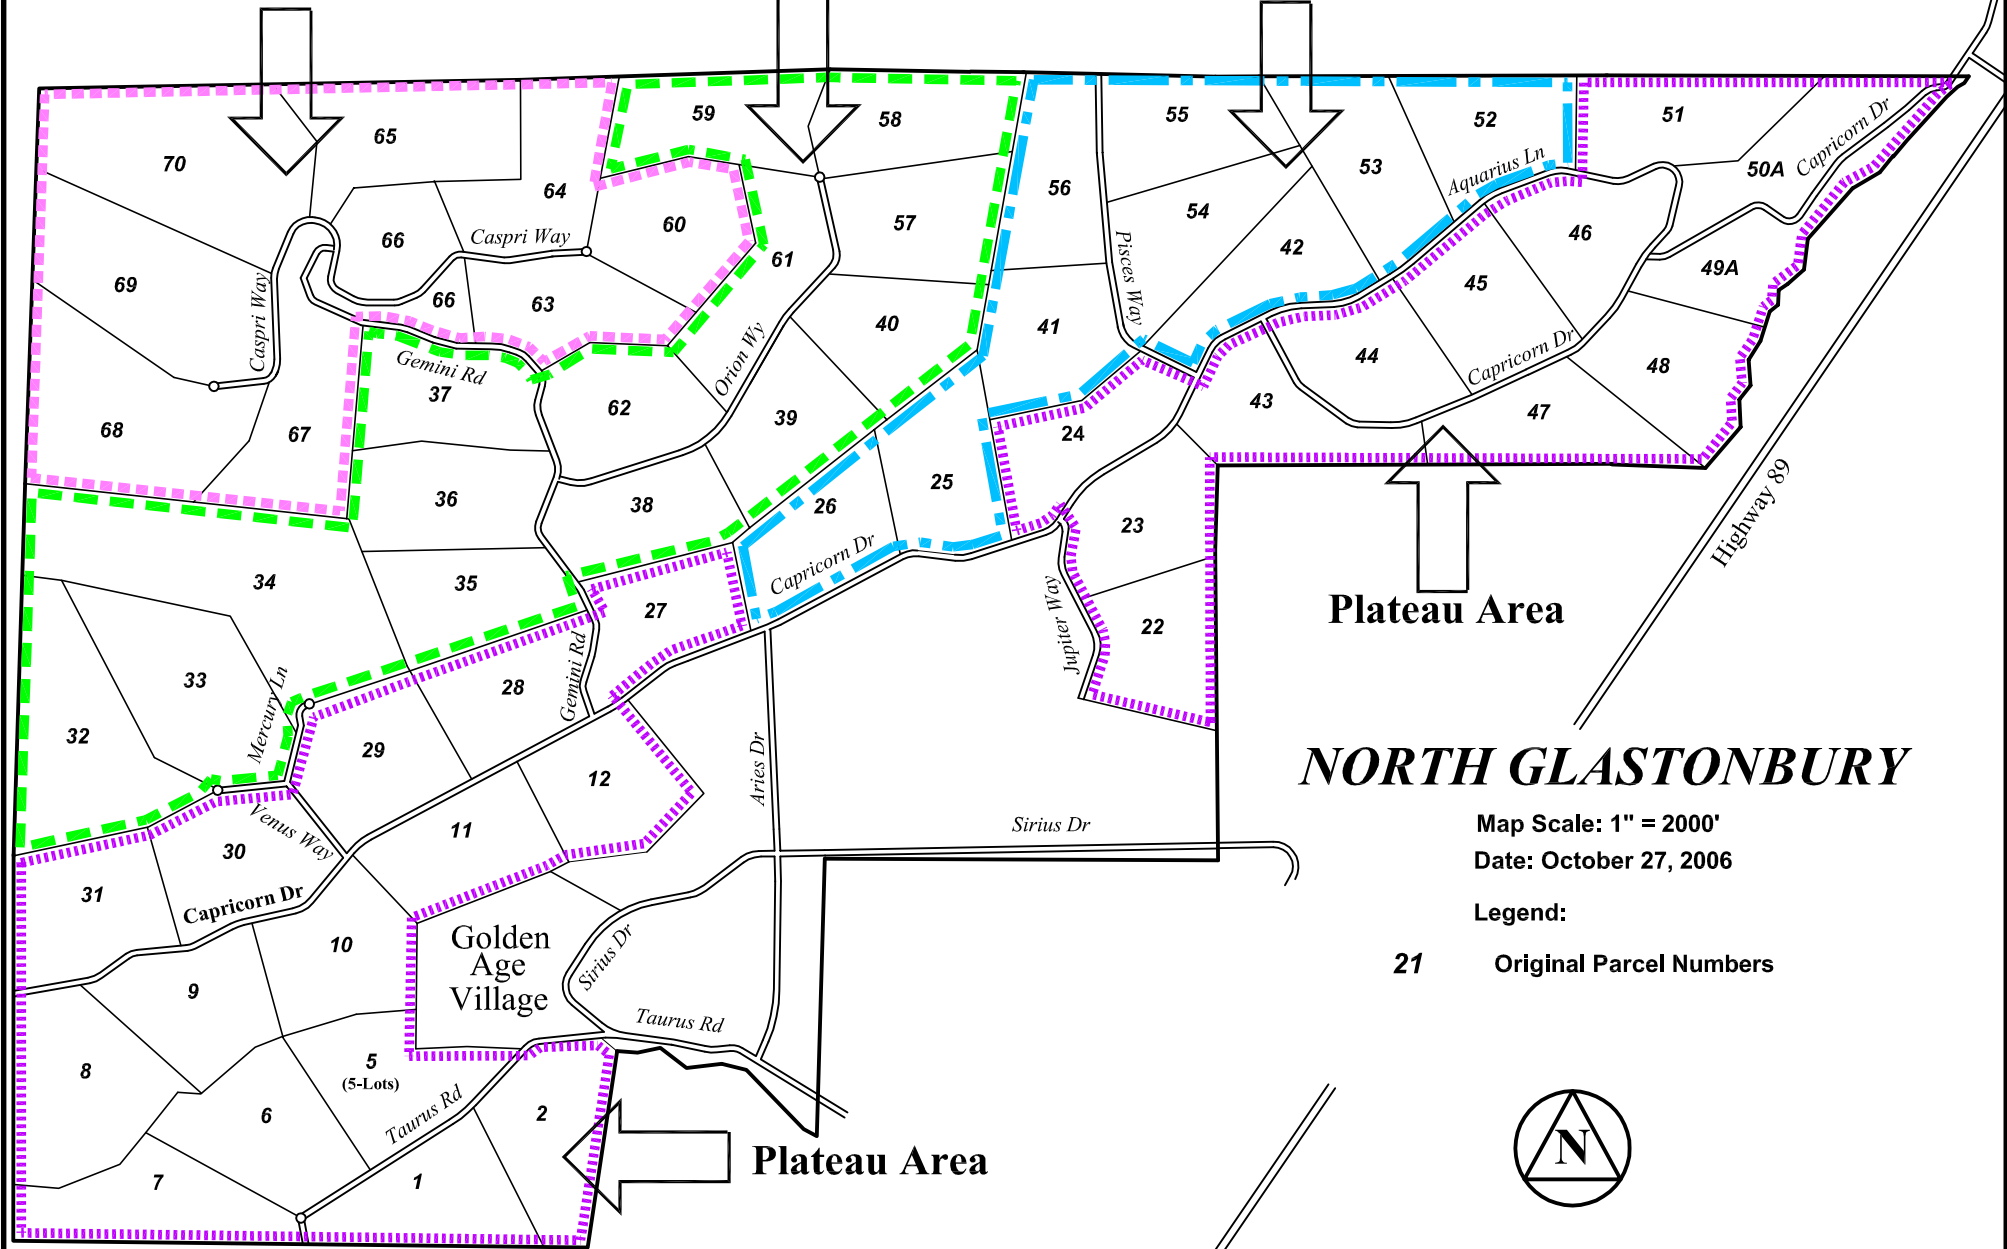 59
58
55
52
51
65
70
53
50A
Capricorn Dr
Aquarius Ln
64
56
54
66
Caspri Way
60
57
46
42
61
Pisces Way
69
Caspri Way
66
63
49A
45
40
41
Orion Wy
44
Capricorn Dr
48
Gemini Rd
37
62
39
43
47
68
67
24
36
38
26
25
23
Highway 89
Capricorn Dr
34
35
27
Jupiter Way
22
Plateau Area
33
Mercury Ln
28
Gemini Rd
32
29
12
Aries Dr
NORTH GLASTONBURY
Map Scale: 1" = 2000'
Date: October 27, 2006
Legend:
21 Original Parcel Numbers
11
Sirius Dr
30
Venus Way
31
Capricorn Dr
10
Golden
Age
Village
Sirius Dr
9
Taurus Rd
8
5
(5-Lots)
6
Taurus Rd
2
Plateau Area
7
1
N